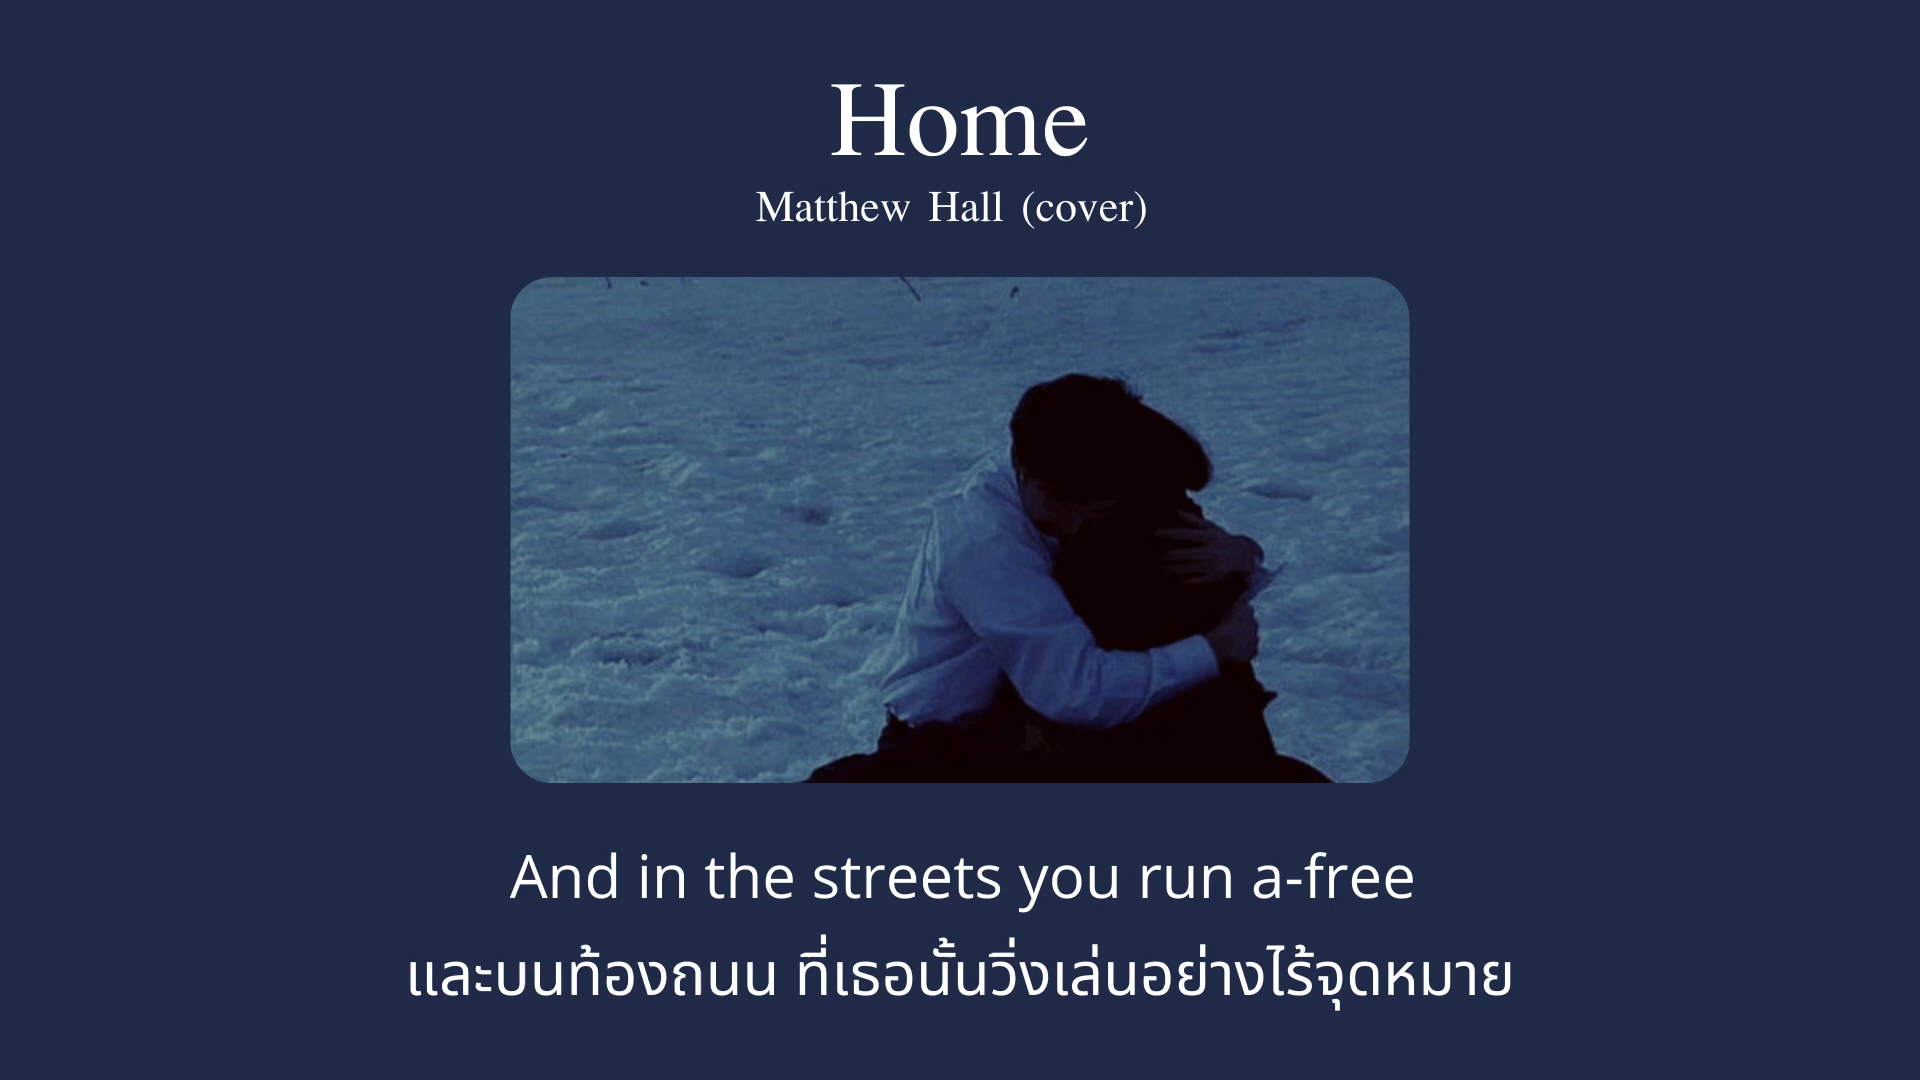 Home
Matthew Hall (cover)
And in the streets you run a-free
และบนท้องถนน ที่เธอนั้นวิ่งเล่นอย่างไร้จุดหมาย